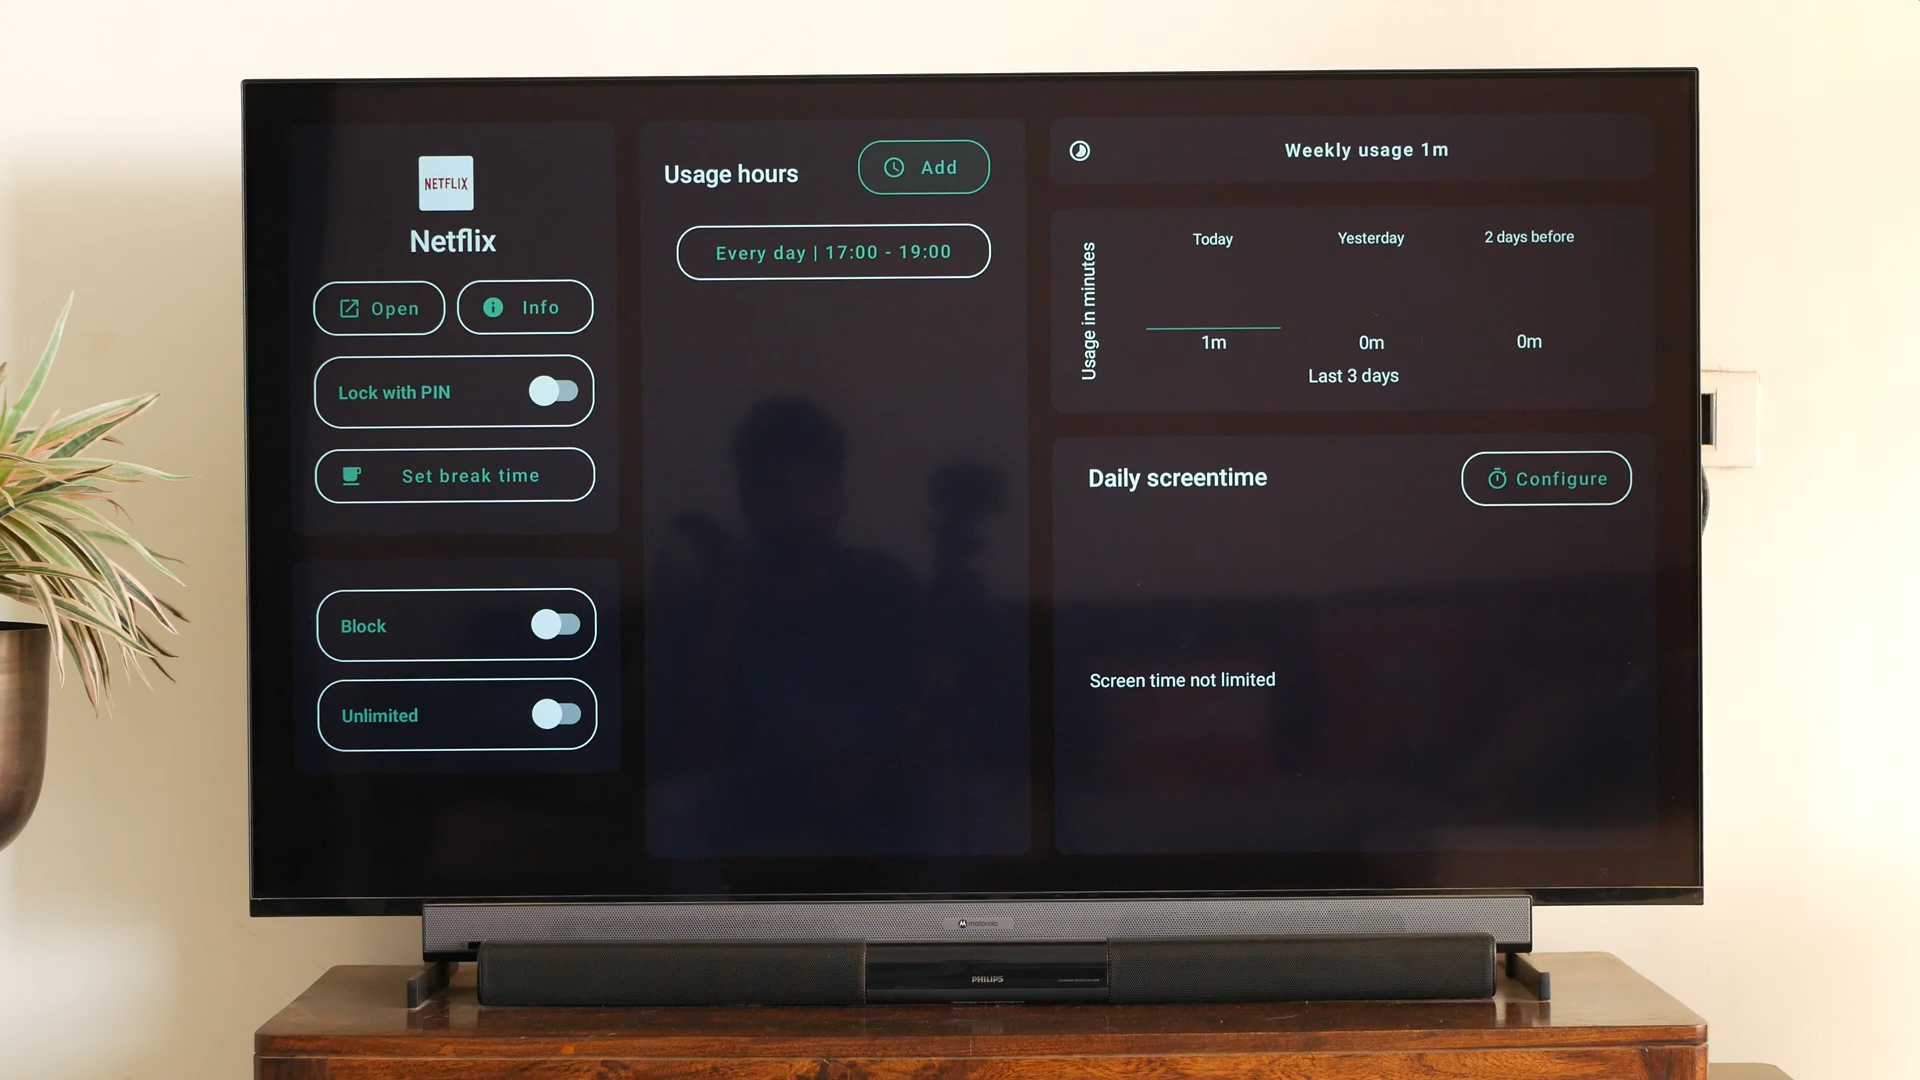 NETFLIX
Netflix
Open
Info
Lock with PIN
Set break time
Block
Unlimited
Usage hours
Add
Every day | 17:00 - 19:00
Weekly usage 1m
Usage in minutes
Today
Yesterday
2 days before
1m
0m
0m
Last 3 days
Daily screentime
Configure
Screen time not limited
motorola
PHILIPS